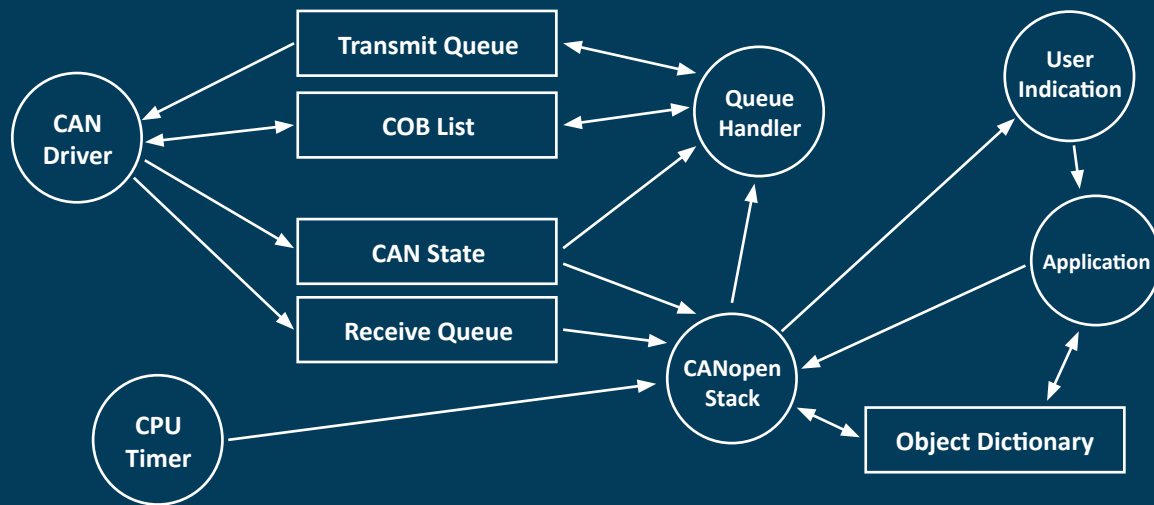 Transmit Queue
COB List
CAN
Driver
CAN State
Receive Queue
CPU
Timer
Queue
Handler
CANopen
Stack
User
Indication
Application
Object Dictionary